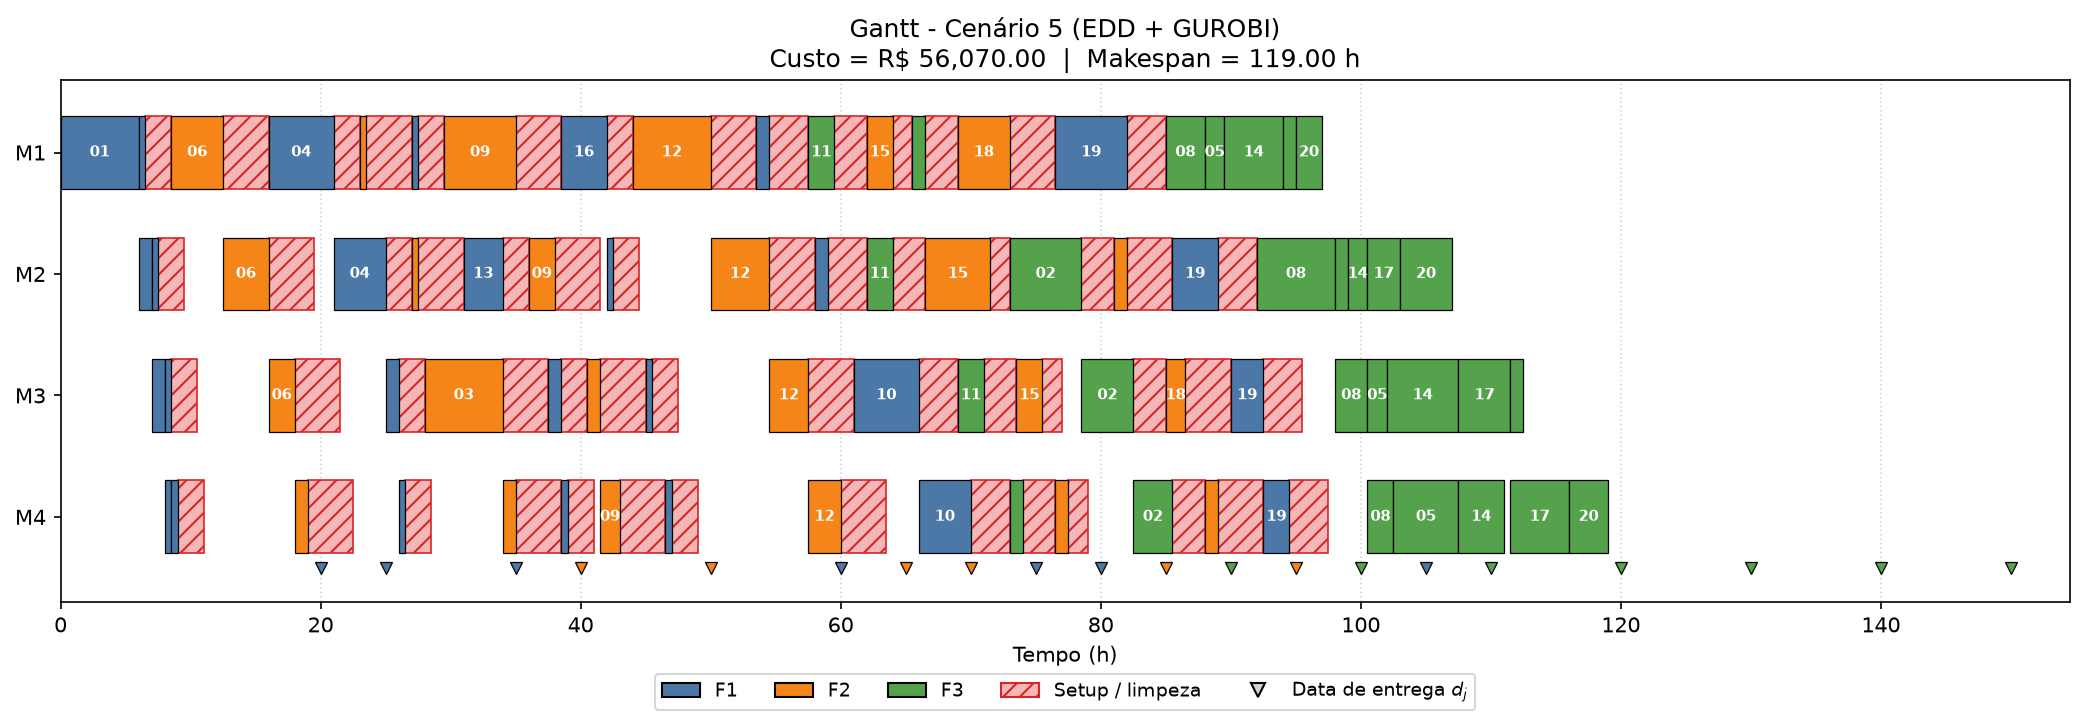 Gantt - Cenário 5 (EDD + GUROBI)
Custo = R$ 56,070.00 | Makespan = 119.00 h
M1 01 06 04 09 16 12 11 15 18 19 08 05 14 20
M2 06 04 13 09 12 11 15 02 19 08 14 17 20
M3 06 03 12 10 11 15 02 18 19 08 05 14 17
M4 09 12 10 02 19 08 05 14 17 20
0 20 40 60 80 100 120 140
Tempo (h)
F1 F2 F3 Setup / limpeza Data de entrega dj